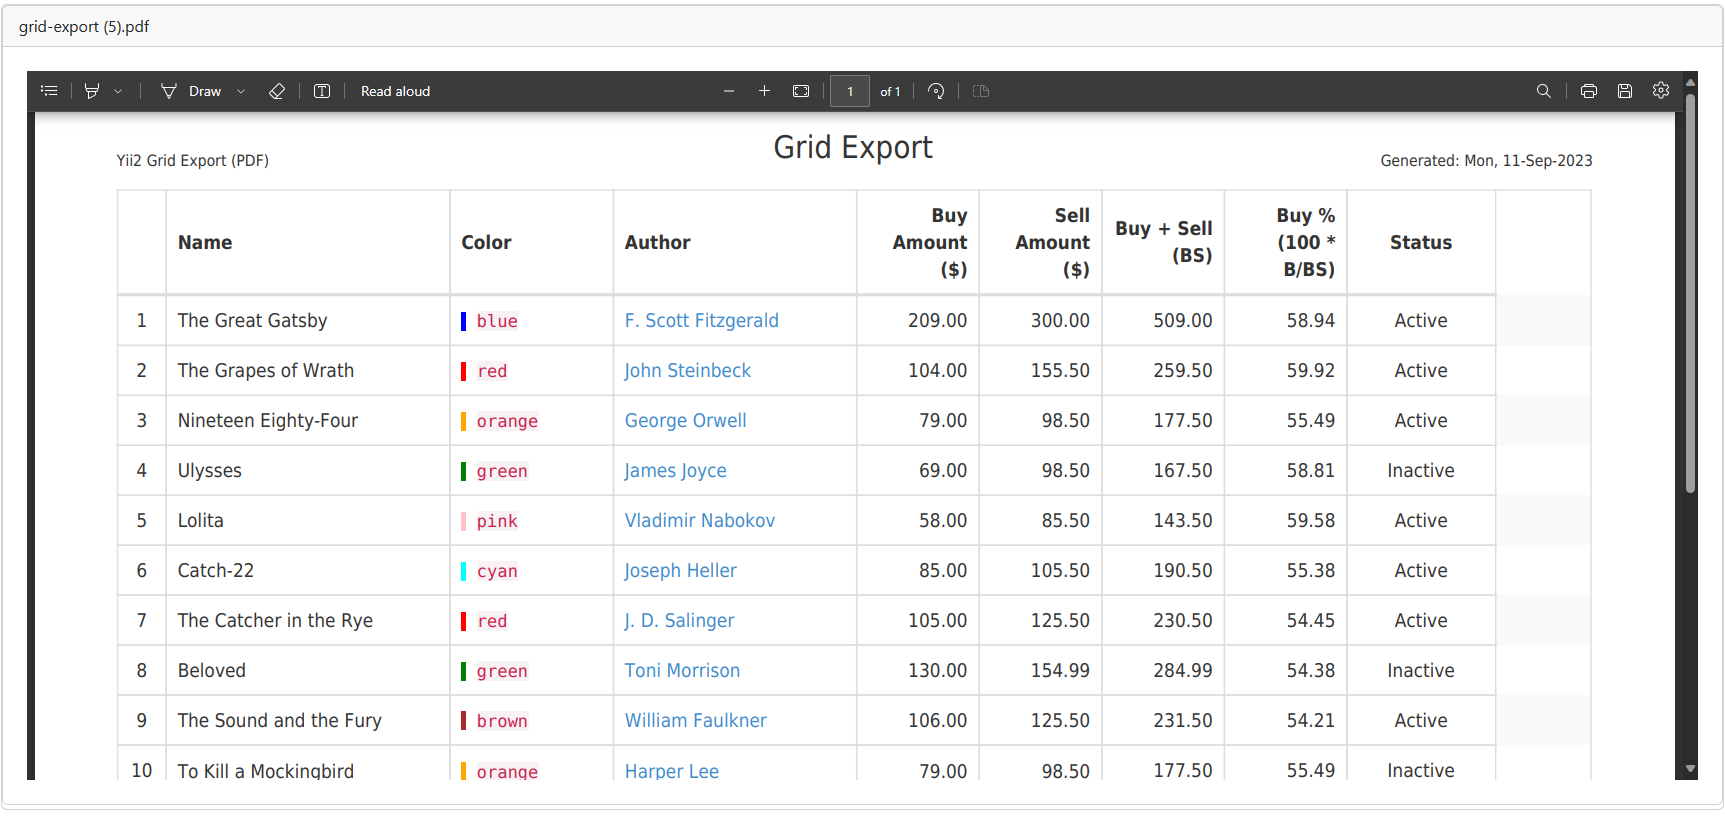 grid-export (5).pdf
Draw
Read aloud
1 of 1
Grid Export
Yii2 Grid Export (PDF)
Generated: Mon, 11-Sep-2023
Name Color Author Buy Amount ($) Sell Amount ($) Buy + Sell (BS) Buy % (100 * B/BS) Status
1 The Great Gatsby blue F. Scott Fitzgerald 209.00 300.00 509.00 58.94 Active
2 The Grapes of Wrath red John Steinbeck 104.00 155.50 259.50 59.92 Active
3 Nineteen Eighty-Four orange George Orwell 79.00 98.50 177.50 55.49 Active
4 Ulysses green James Joyce 69.00 98.50 167.50 58.81 Inactive
5 Lolita pink Vladimir Nabokov 58.00 85.50 143.50 59.58 Active
6 Catch-22 cyan Joseph Heller 85.00 105.50 190.50 55.38 Active
7 The Catcher in the Rye red J. D. Salinger 105.00 125.50 230.50 54.45 Active
8 Beloved green Toni Morrison 130.00 154.99 284.99 54.38 Inactive
9 The Sound and the Fury brown William Faulkner 106.00 125.50 231.50 54.21 Active
10 To Kill a Mockingbird orange Harper Lee 79.00 98.50 177.50 55.49 Inactive